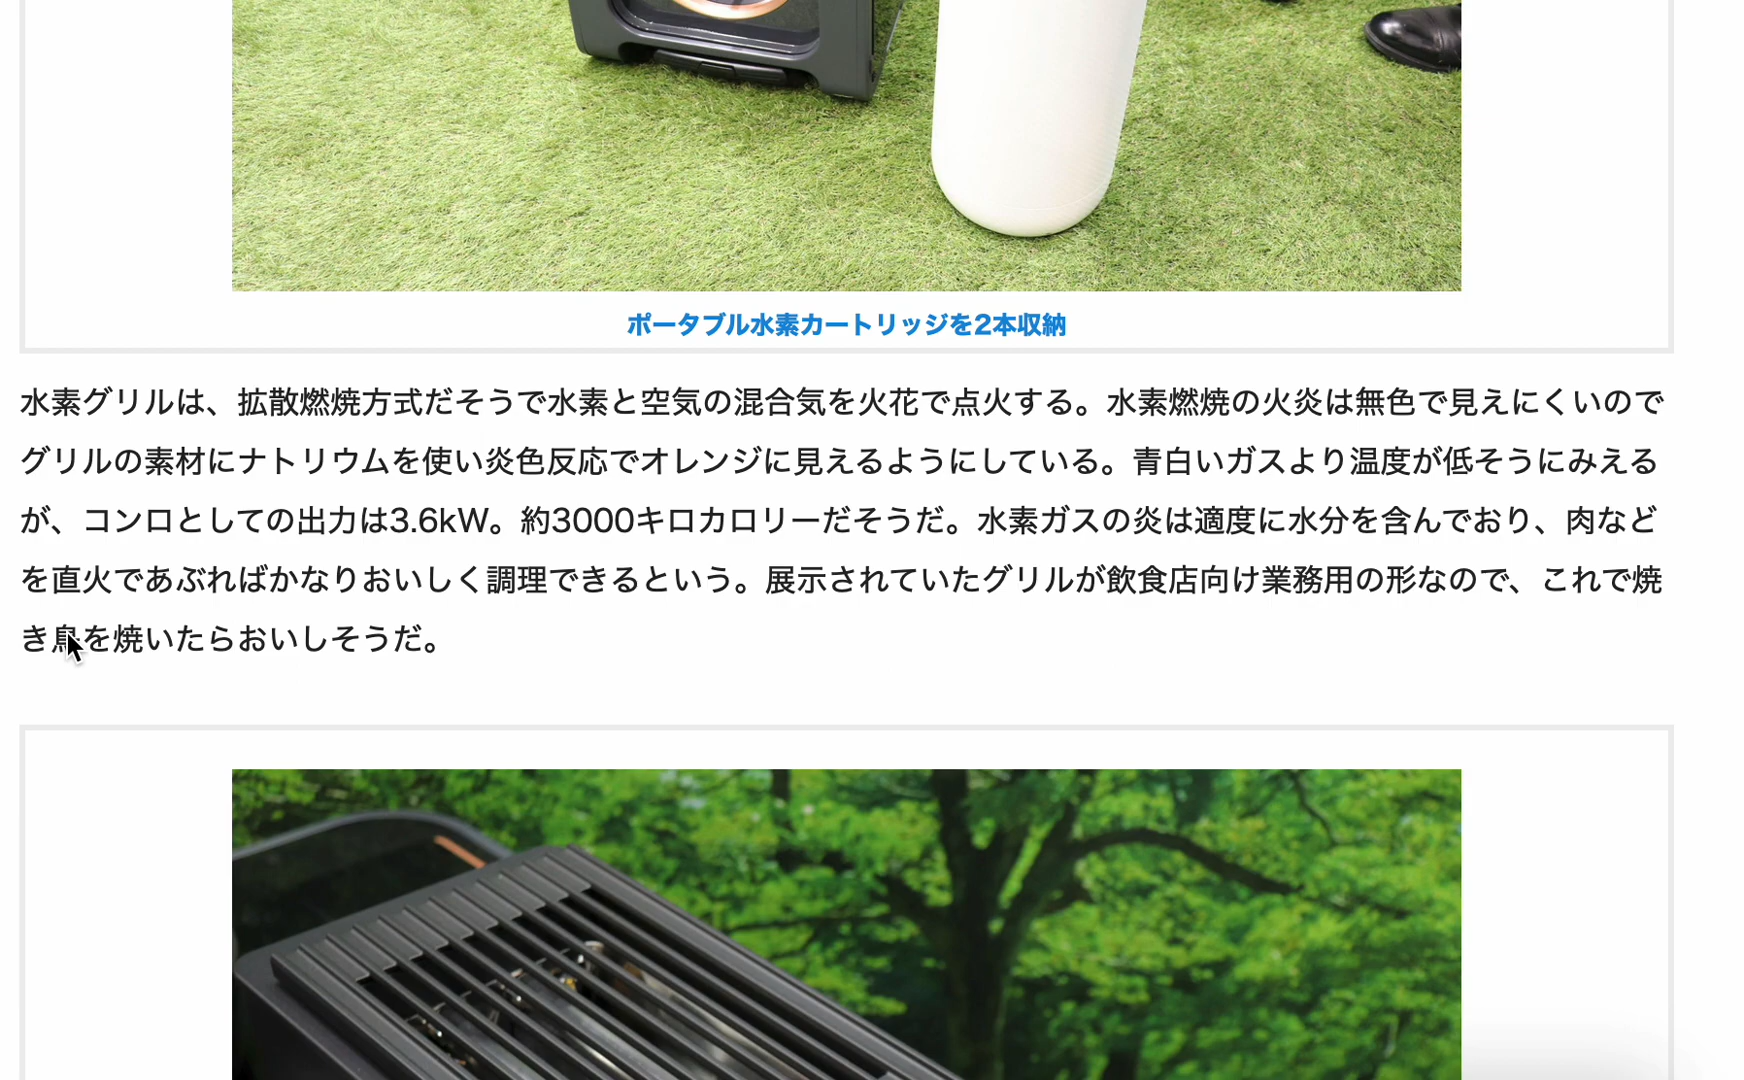 ポータブル水素カートリッジを2本収納
水素グリルは、拡散燃焼方式だそうで水素と空気の混合気を火花で点火する。水素燃焼の火炎は無色で見えにくいので
グリルの素材にナトリウムを使い炎色反応でオレンジに見えるようにしている。青白いガスより温度が低そうにみえる
が、コンロとしての出力は3.6kW。約3000キロカロリーだそうだ。水素ガスの炎は適度に水分を含んでおり、肉など
を直火であぶればかなりおいしく調理できるという。展示されていたグリルが飲食店向け業務用の形なので、これで焼
き鳥を焼いたらおいしそうだ。